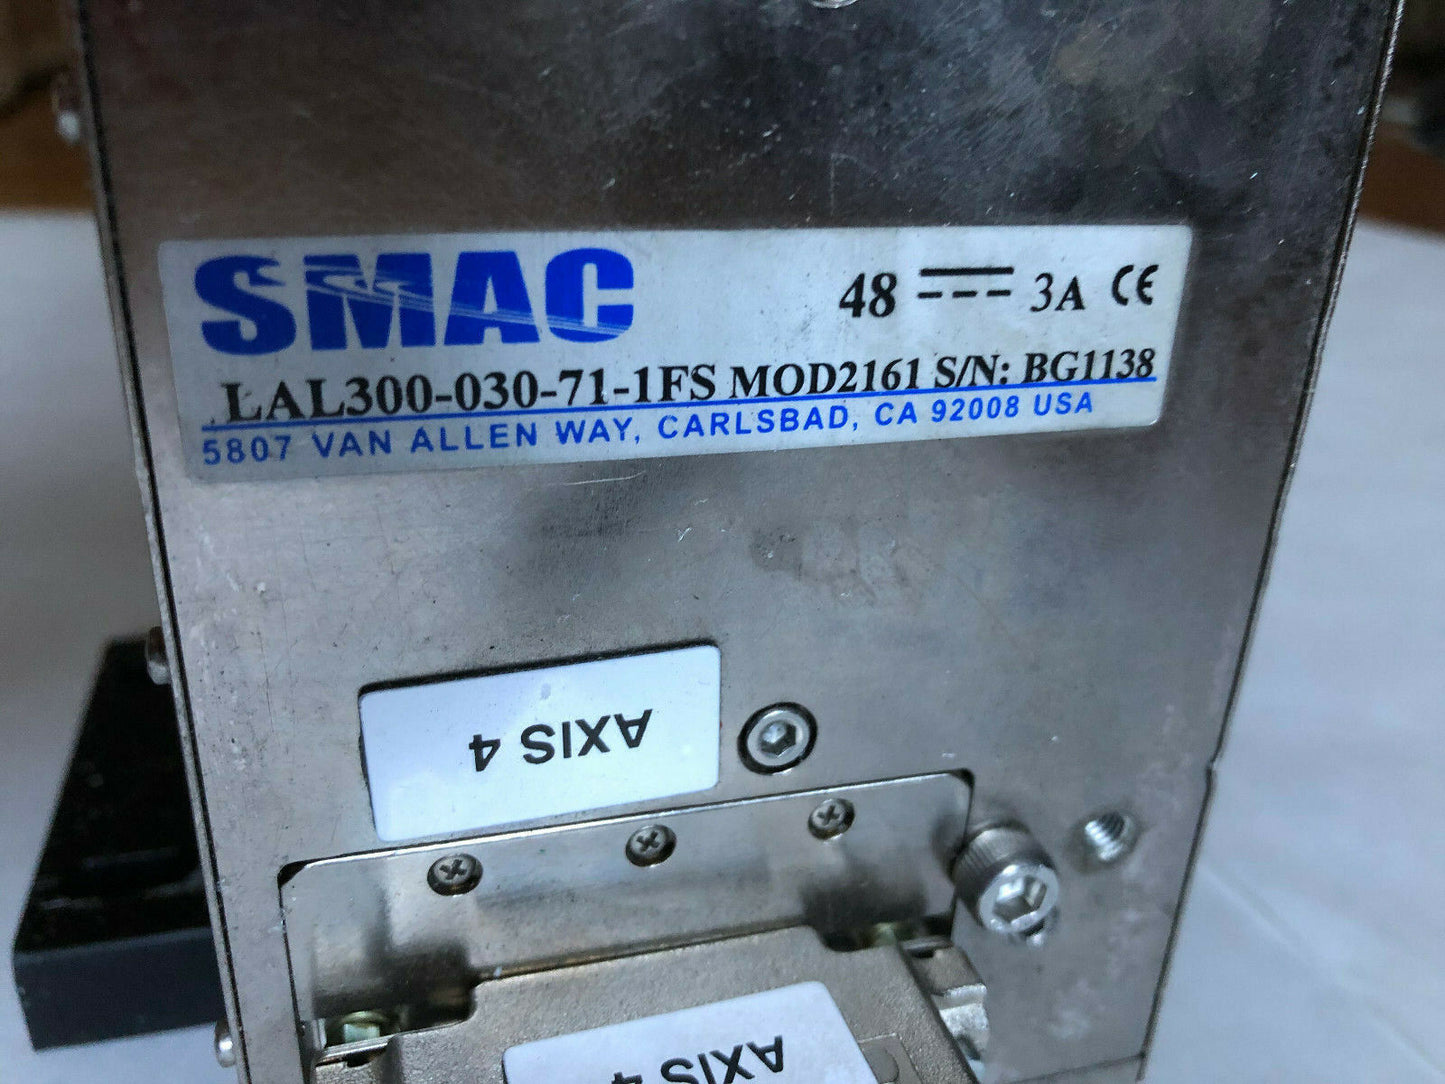 SMAC
48 ⎓ 3A CE
LAL300-030-71-1FS MOD2161 S/N: BG1138
5807 VAN ALLEN WAY, CARLSBAD, CA 92008 USA
AXIS 4
AXIS 4